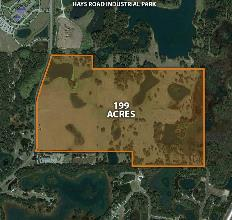 HAYS ROAD INDUSTRIAL PARK
199
ACRES